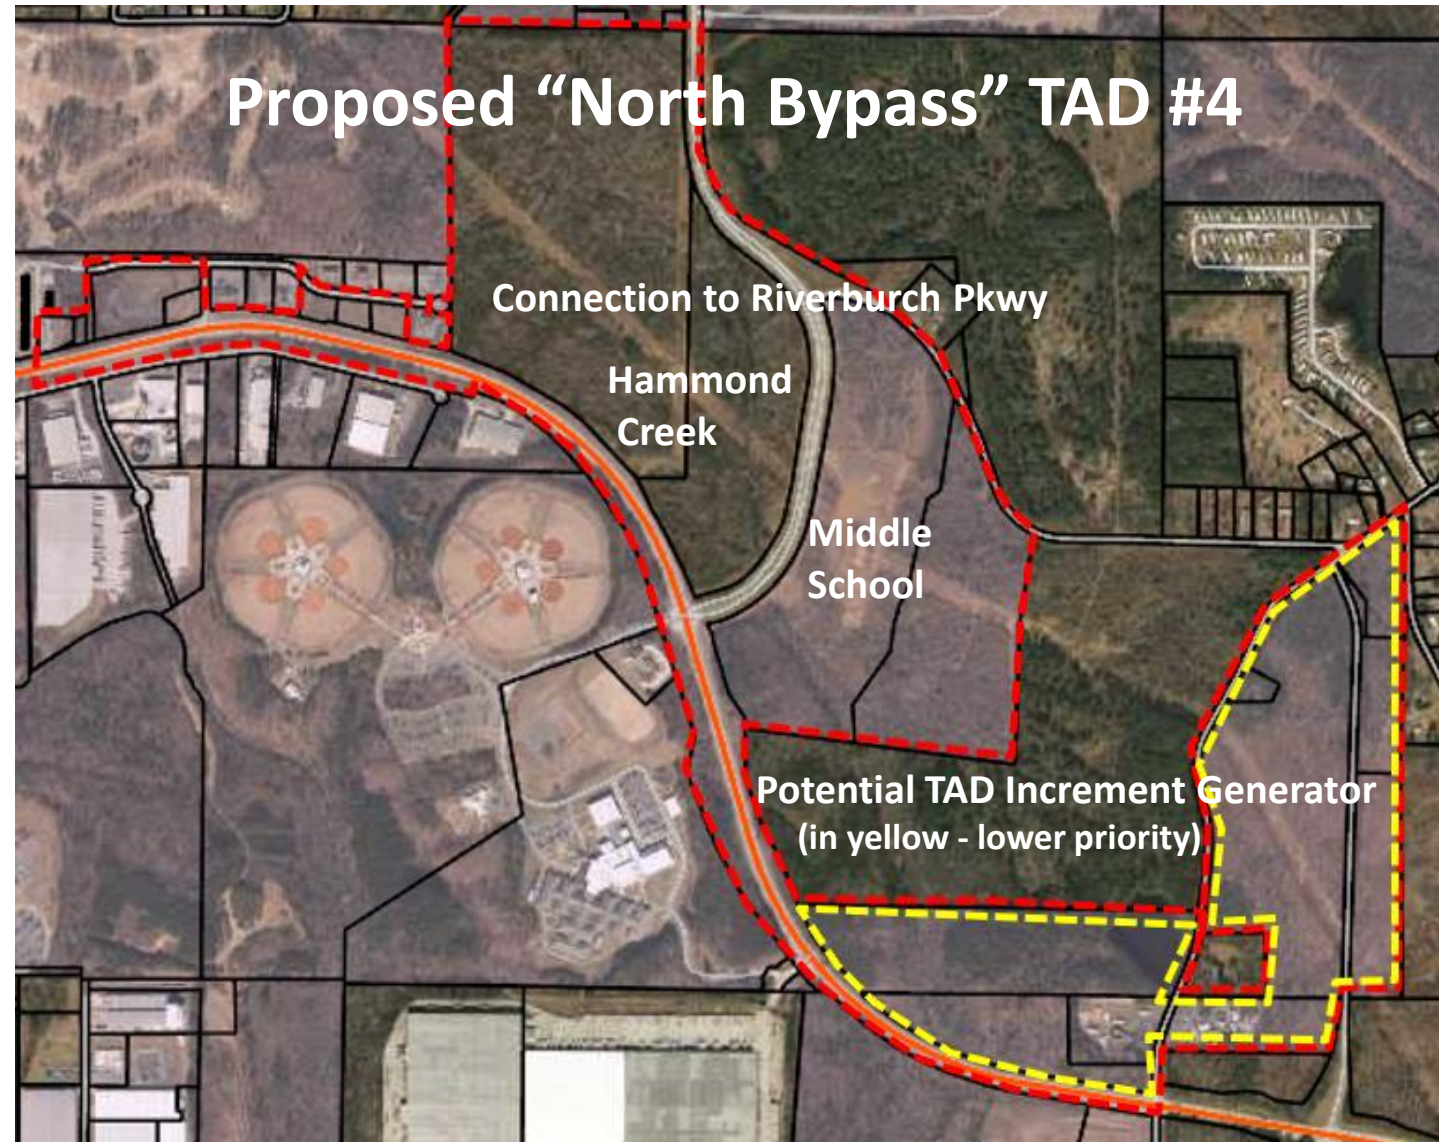 Proposed “North Bypass” TAD #4
Connection to Riverburch Pkwy
Hammond
Creek
Middle
School
Potential TAD Increment Generator
(in yellow - lower priority)